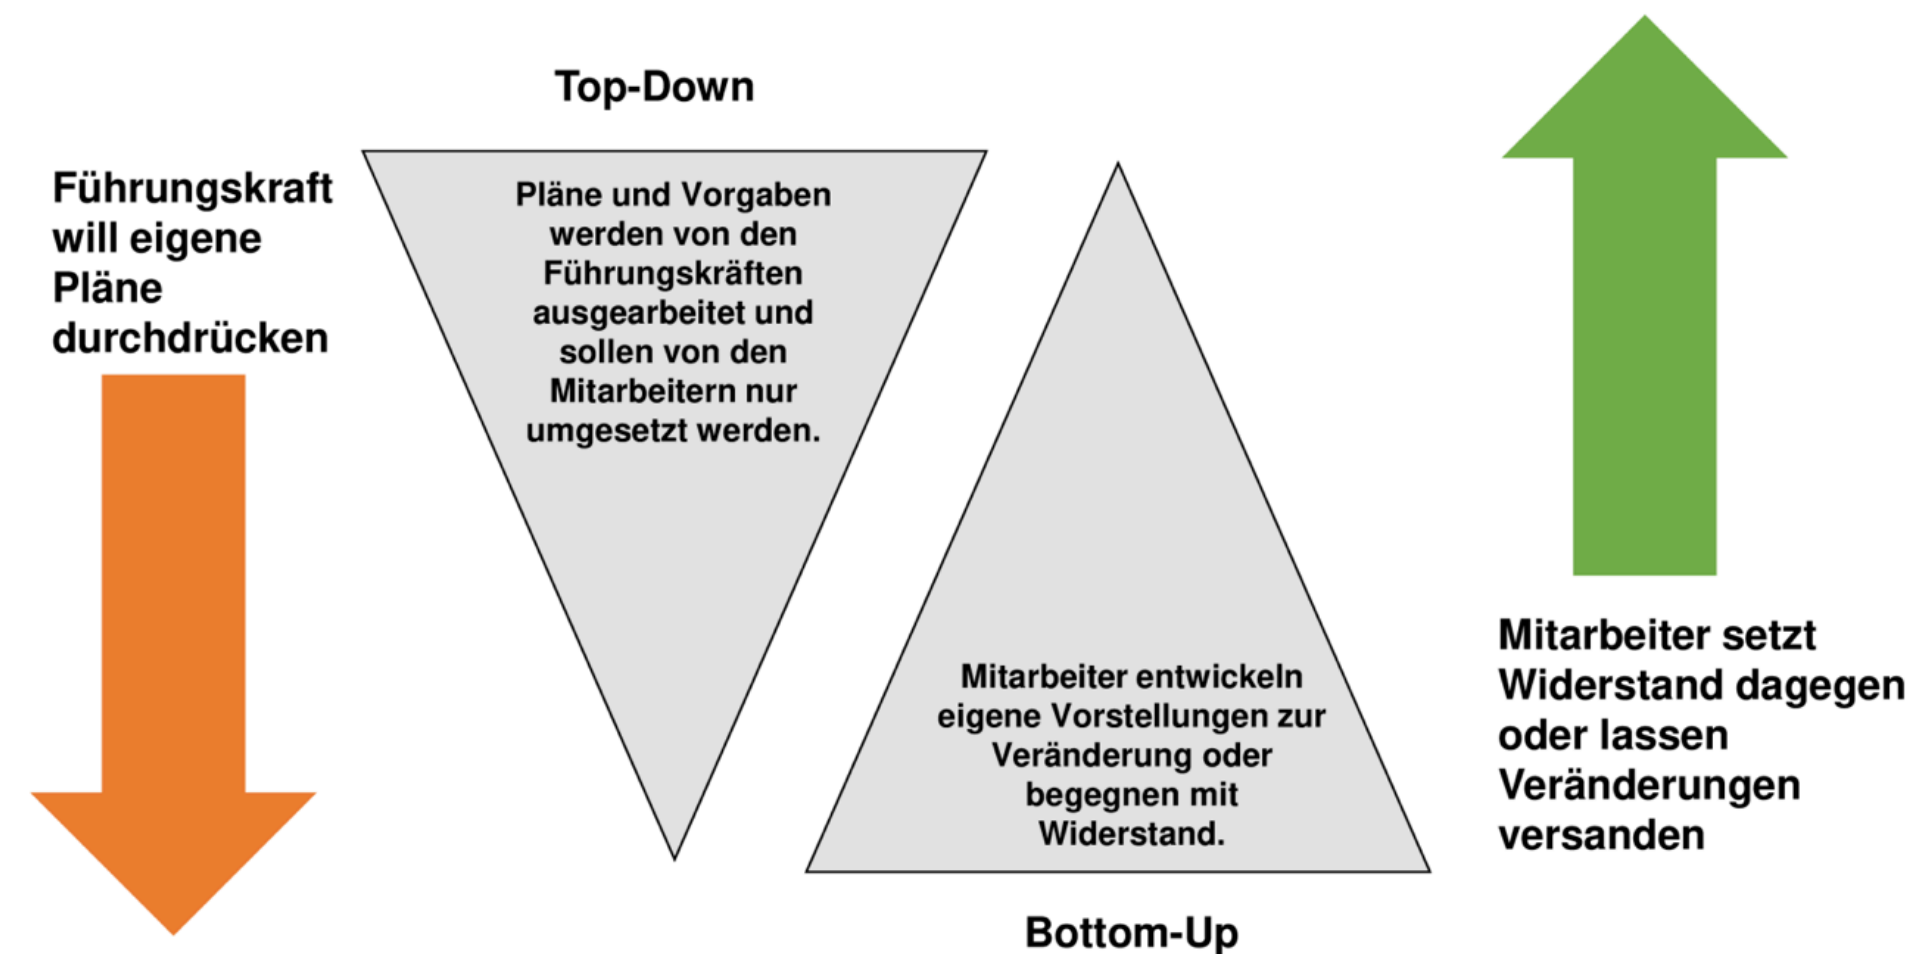 Top-Down
Führungskraft
will eigene
Pläne
durchdrücken
Pläne und Vorgaben
werden von den
Führungskräften
ausgearbeitet und
sollen von den
Mitarbeitern nur
umgesetzt werden.
Mitarbeiter entwickeln
eigene Vorstellungen zur
Veränderung oder
begegnen mit
Widerstand.
Bottom-Up
Mitarbeiter setzt
Widerstand dagegen
oder lassen
Veränderungen
versanden